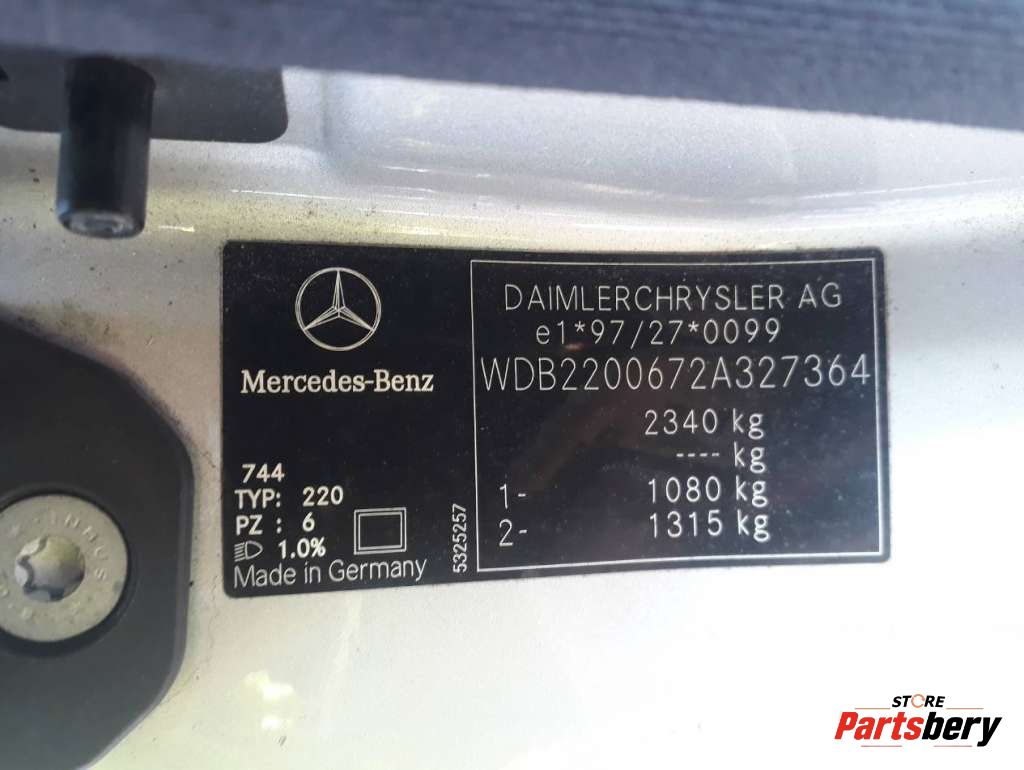 Mercedes-Benz
744
TYP: 220
PZ : 6
1.0%
Made in Germany
5325257
DAIMLERCHRYSLER AG
e1*97/27*0099
WDB2200672A327364
2340 kg
---- kg
1- 1080 kg
2- 1315 kg
STORE
Partsbery